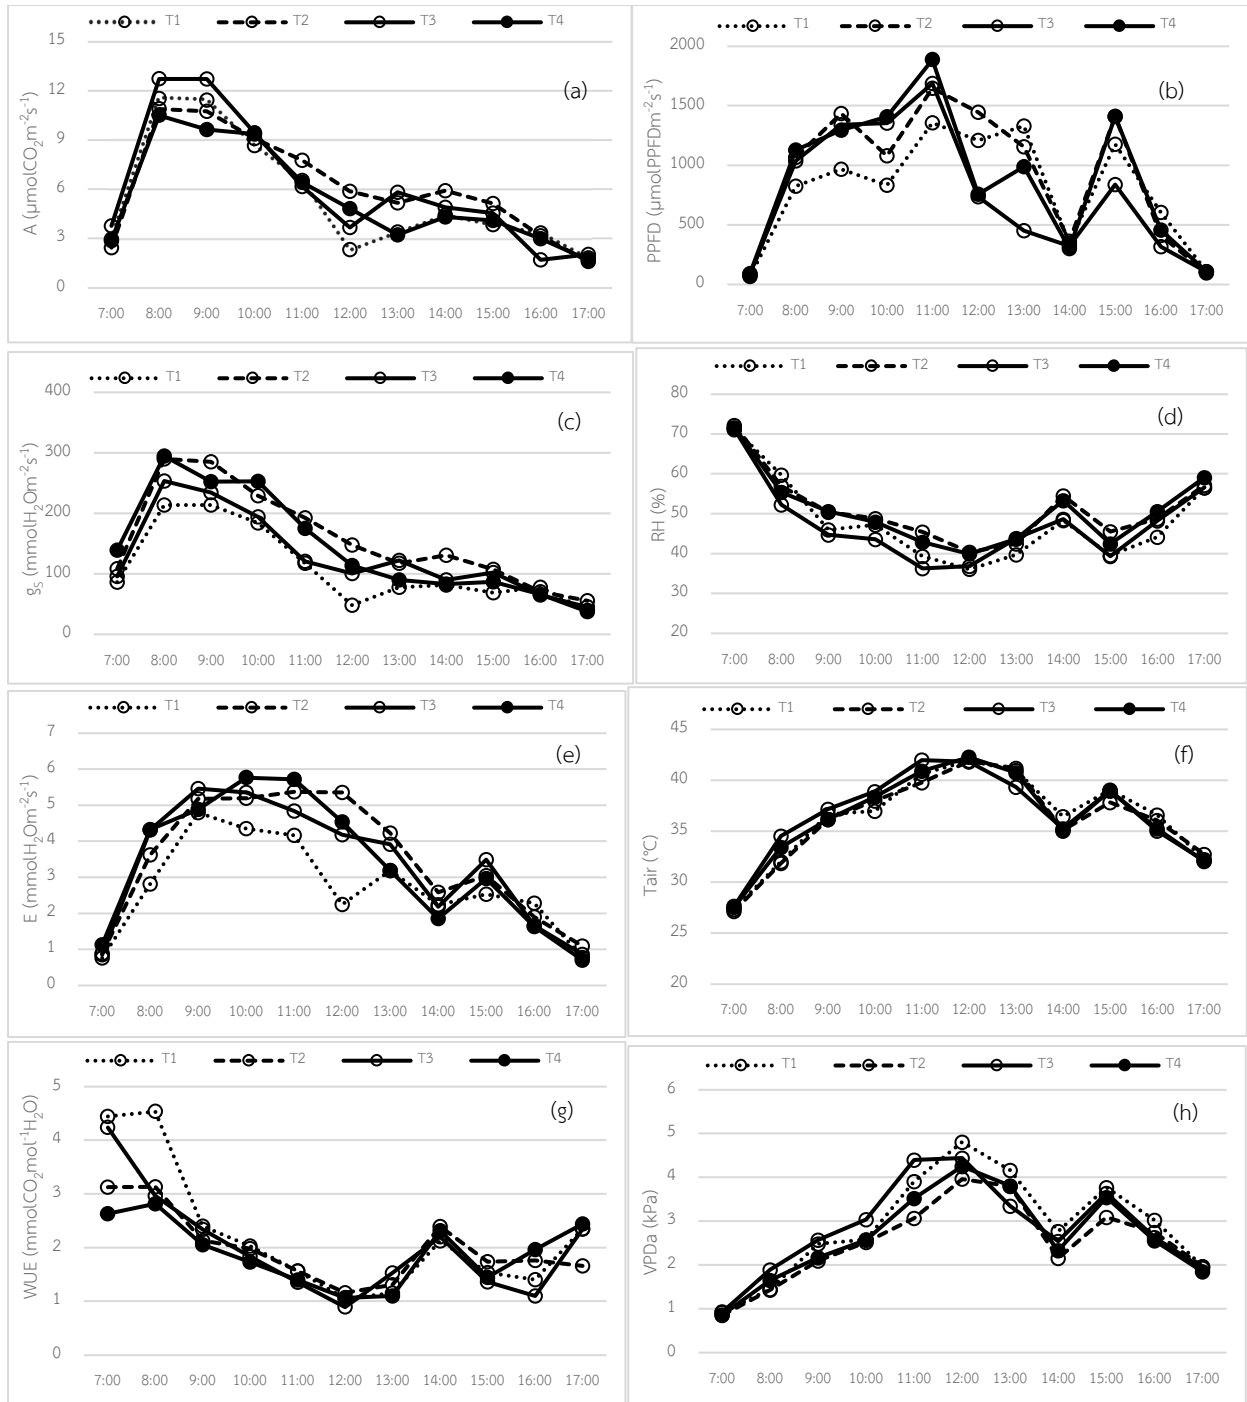 T1 T2 T3 T4
(a)
A (µmolCO₂m⁻²s⁻¹)
15
12
9
6
3
0
7:00 8:00 9:00 10:00 11:00 12:00 13:00 14:00 15:00 16:00 17:00
T1 T2 T3 T4
(b)
PPFD (µmolPPFDm⁻²s⁻¹)
2000
1500
1000
500
0
7:00 8:00 9:00 10:00 11:00 12:00 13:00 14:00 15:00 16:00 17:00
T1 T2 T3 T4
(c)
gₛ (mmolH₂Om⁻²s⁻¹)
400
300
200
100
0
7:00 8:00 9:00 10:00 11:00 12:00 13:00 14:00 15:00 16:00 17:00
T1 T2 T3 T4
(d)
RH (%)
80
70
60
50
40
30
20
7:00 8:00 9:00 10:00 11:00 12:00 13:00 14:00 15:00 16:00 17:00
T1 T2 T3 T4
(e)
E (mmolH₂Om⁻²s⁻¹)
7
6
5
4
3
2
1
0
7:00 8:00 9:00 10:00 11:00 12:00 13:00 14:00 15:00 16:00 17:00
T1 T2 T3 T4
(f)
Tair (°C)
45
40
35
30
25
20
7:00 8:00 9:00 10:00 11:00 12:00 13:00 14:00 15:00 16:00 17:00
T1 T2 T3 T4
(g)
WUE (mmolCO₂mol⁻¹H₂O)
5
4
3
2
1
0
7:00 8:00 9:00 10:00 11:00 12:00 13:00 14:00 15:00 16:00 17:00
T1 T2 T3 T4
(h)
VPDa (kPa)
6
5
4
3
2
1
0
7:00 8:00 9:00 10:00 11:00 12:00 13:00 14:00 15:00 16:00 17:00